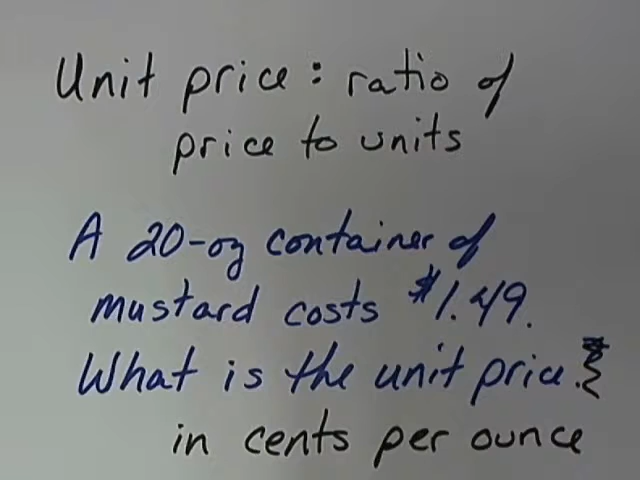 Unit price: ratio of
price to units
A 20-oz container of
mustard costs $1.49.
What is the unit price.
in cents per ounce